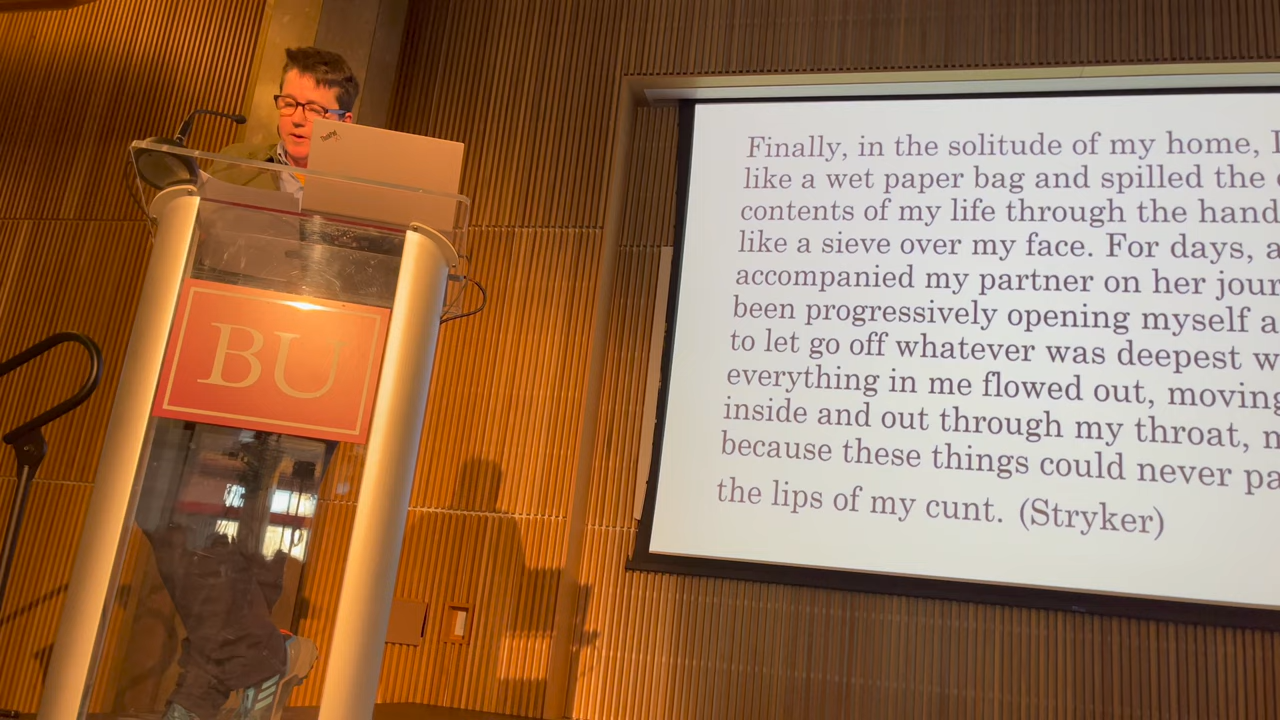 ThinkPad
BU
Finally, in the solitude of my home, I
like a wet paper bag and spilled the
contents of my life through the hand
like a sieve over my face. For days, a
accompanied my partner on her jour
been progressively opening myself a
to let go off whatever was deepest w
everything in me flowed out, moving
inside and out through my throat, m
because these things could never pa
the lips of my cunt. (Stryker)